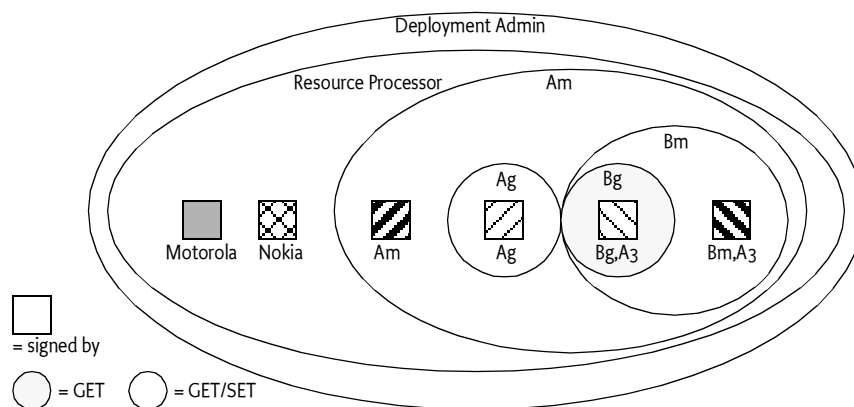 Deployment Admin
Resource Processor
Am
Bm
Ag
Bg
Motorola
Nokia
Am
Ag
Bg,A3
Bm,A3
= signed by
= GET
= GET/SET